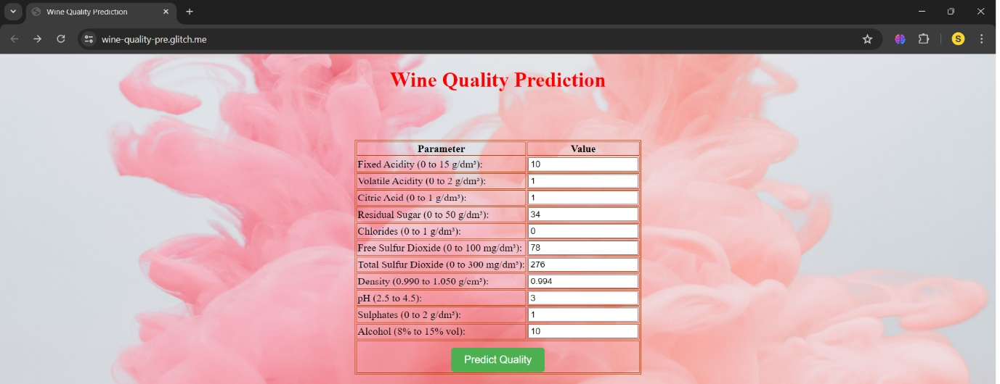 Wine Quality Prediction
wine-quality-pre.glitch.me
S
Wine Quality Prediction
Parameter Value
Fixed Acidity (0 to 15 g/dm³): 10
Volatile Acidity (0 to 2 g/dm³): 1
Citric Acid (0 to 1 g/dm³): 1
Residual Sugar (0 to 50 g/dm³): 34
Chlorides (0 to 1 g/dm³): 0
Free Sulfur Dioxide (0 to 100 mg/dm³): 78
Total Sulfur Dioxide (0 to 300 mg/dm³): 276
Density (0.990 to 1.050 g/cm³): 0.994
pH (2.5 to 4.5): 3
Sulphates (0 to 2 g/dm³): 1
Alcohol (8% to 15% vol): 10
Predict Quality